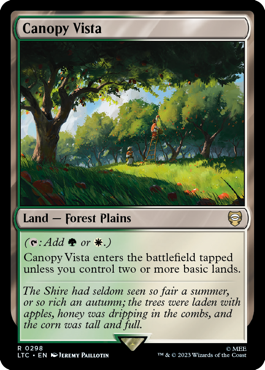 Canopy Vista
Land — Forest Plains
(: Add or .)
Canopy Vista enters the battlefield tapped
unless you control two or more basic lands.
The Shire had seldom seen so fair a summer,
or so rich an autumn; the trees were laden with
apples, honey was dripping in the combs, and
the corn was tall and full.
R 0298
LTC • EN JEREMY PAILLOTIN
© MEE
™ & © 2023 Wizards of the Coast